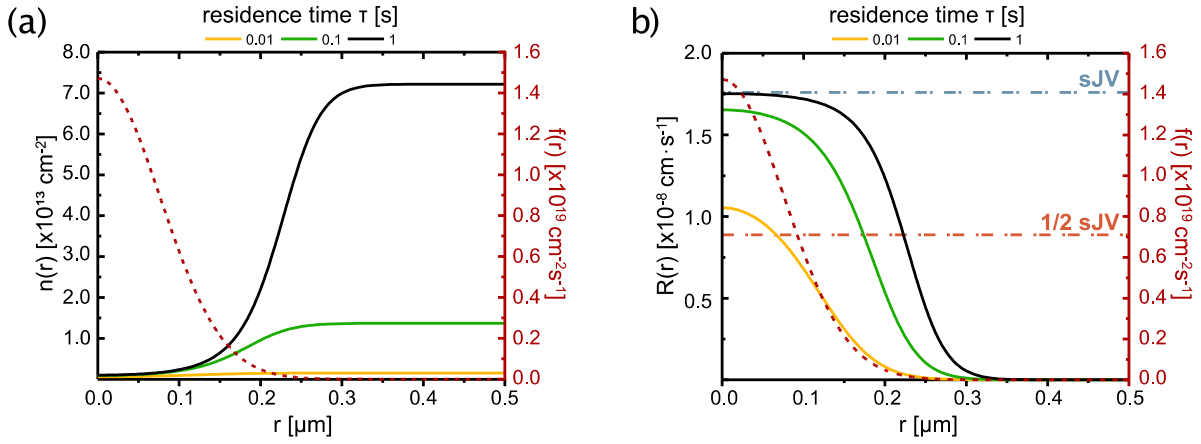 (a)
residence time τ [s]
0.01 0.1 1
8.0
7.0
6.0
5.0
4.0
3.0
2.0
1.0
n(r) [x10¹³ cm⁻²]
1.6
1.4
1.2
1.0
0.8
0.6
0.4
0.2
0.0
f(r) [x10¹⁹ cm⁻²s⁻¹]
0.0 0.1 0.2 0.3 0.4 0.5
r [μm]
(b)
residence time τ [s]
0.01 0.1 1
2.0
1.5
1.0
0.5
R(r) [x10⁻⁸ cm·s⁻¹]
sJV
1/2 sJV
1.6
1.4
1.2
1.0
0.8
0.6
0.4
0.2
0.0
f(r) [x10¹⁹ cm⁻²s⁻¹]
0.0 0.1 0.2 0.3 0.4 0.5
r [μm]